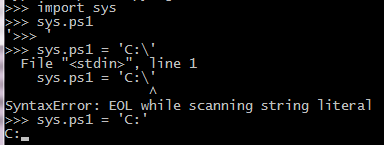 >>> import sys
>>> sys.ps1
'>>> '
>>> sys.ps1 = 'C:\'
  File "<stdin>", line 1
    sys.ps1 = 'C:\'
                  ^
SyntaxError: EOL while scanning string literal
>>> sys.ps1 = 'C:'
C:_